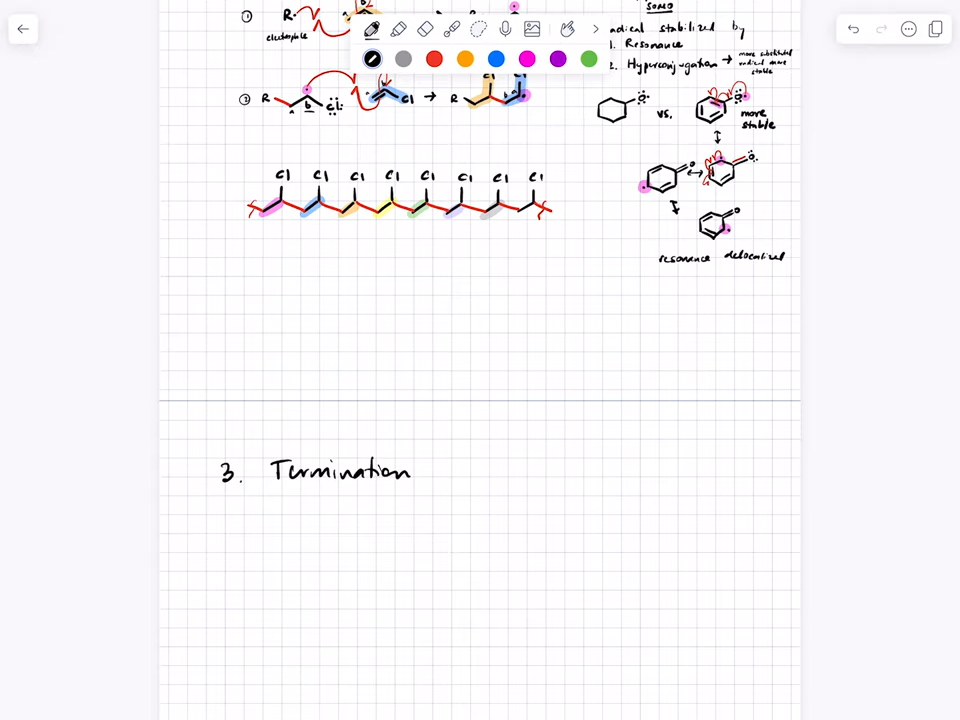 ① R•
electrophile
SOMO
adical stabilized by
1. Resonance
2. Hyperconjugation → more substituted
radical more
stable
② R Cl: Cl → R Cl Cl
a b
O• vs. O• more
stable
Cl Cl Cl Cl Cl Cl Cl Cl
O O
O
resonance delocalized
3. Termination